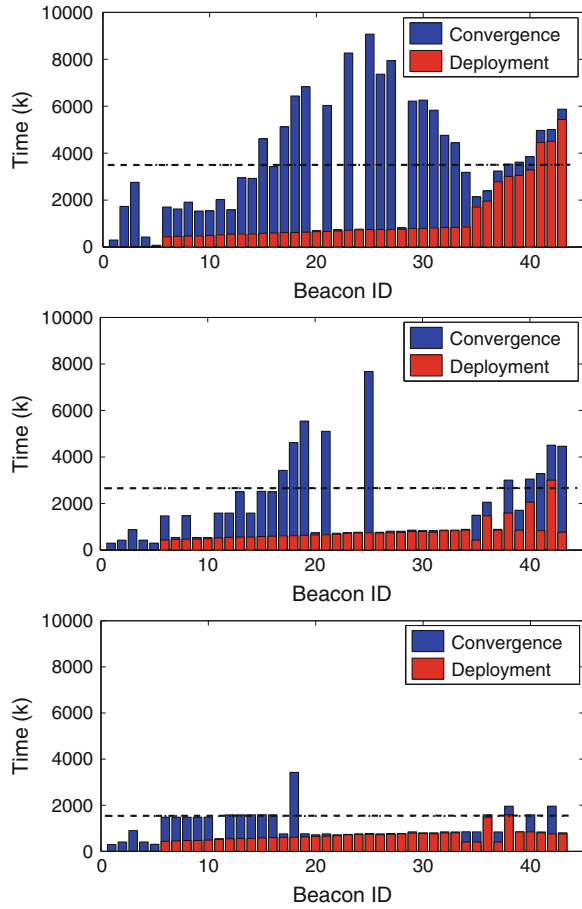 10000
8000
6000
4000
2000
0
Time (k)
Convergence
Deployment
0 10 20 30 40
Beacon ID
10000
8000
6000
4000
2000
0
Time (k)
Convergence
Deployment
0 10 20 30 40
Beacon ID
10000
8000
6000
4000
2000
0
Time (k)
Convergence
Deployment
0 10 20 30 40
Beacon ID